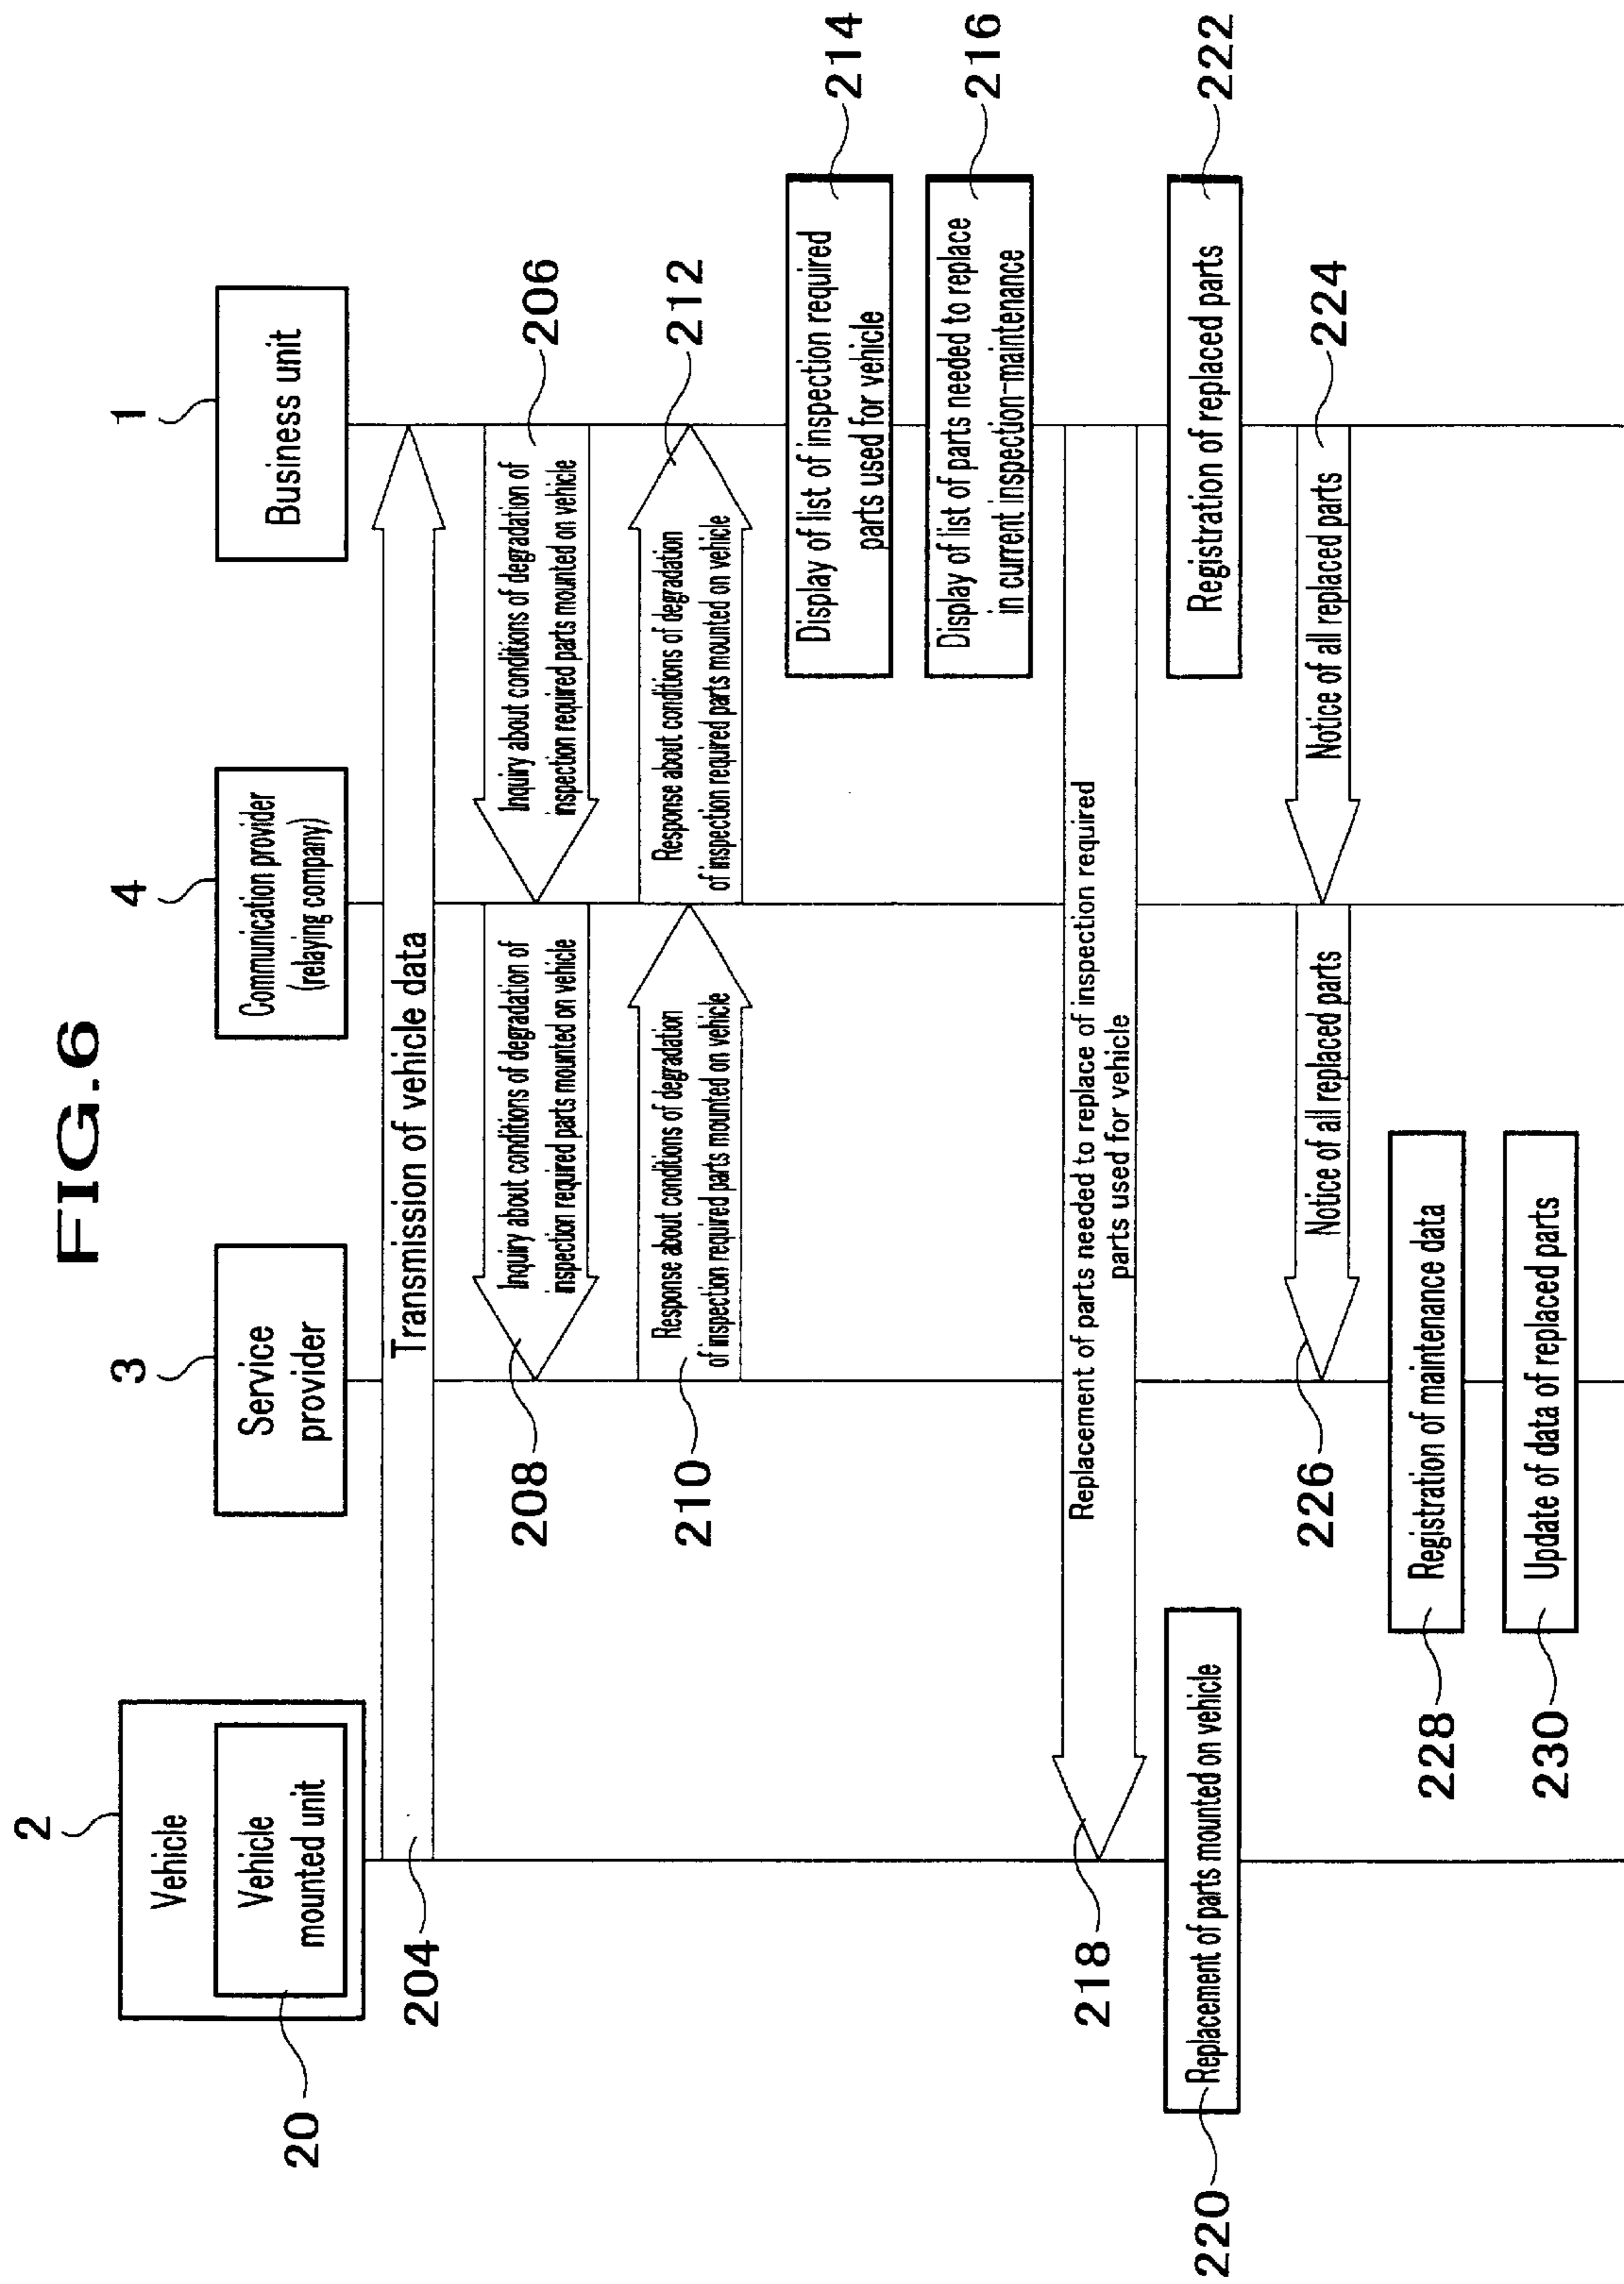 FIG.6
2
3
4
1
Vehicle
Vehicle
mounted unit
20
Service
provider
Communication provider
(relaying company)
Business unit
204
Transmission of vehicle data
Inquiry about conditions of degradation of
inspection required parts mounted on vehicle
208
Inquiry about conditions of degradation of
inspection required parts mounted on vehicle
206
Response about conditions of degradation
of inspection required parts mounted on vehicle
210
Response about conditions of degradation
of inspection required parts mounted on vehicle
212
Display of list of inspection required
parts used for vehicle
214
Display of list of parts needed to replace
in current inspection-maintenance
216
218
Replacement of parts needed to replace of inspection required
parts used for vehicle
220
Replacement of parts mounted on vehicle
Registration of replaced parts
222
226
Notice of all replaced parts
Notice of all replaced parts
224
228
Registration of maintenance data
230
Update of data of replaced parts